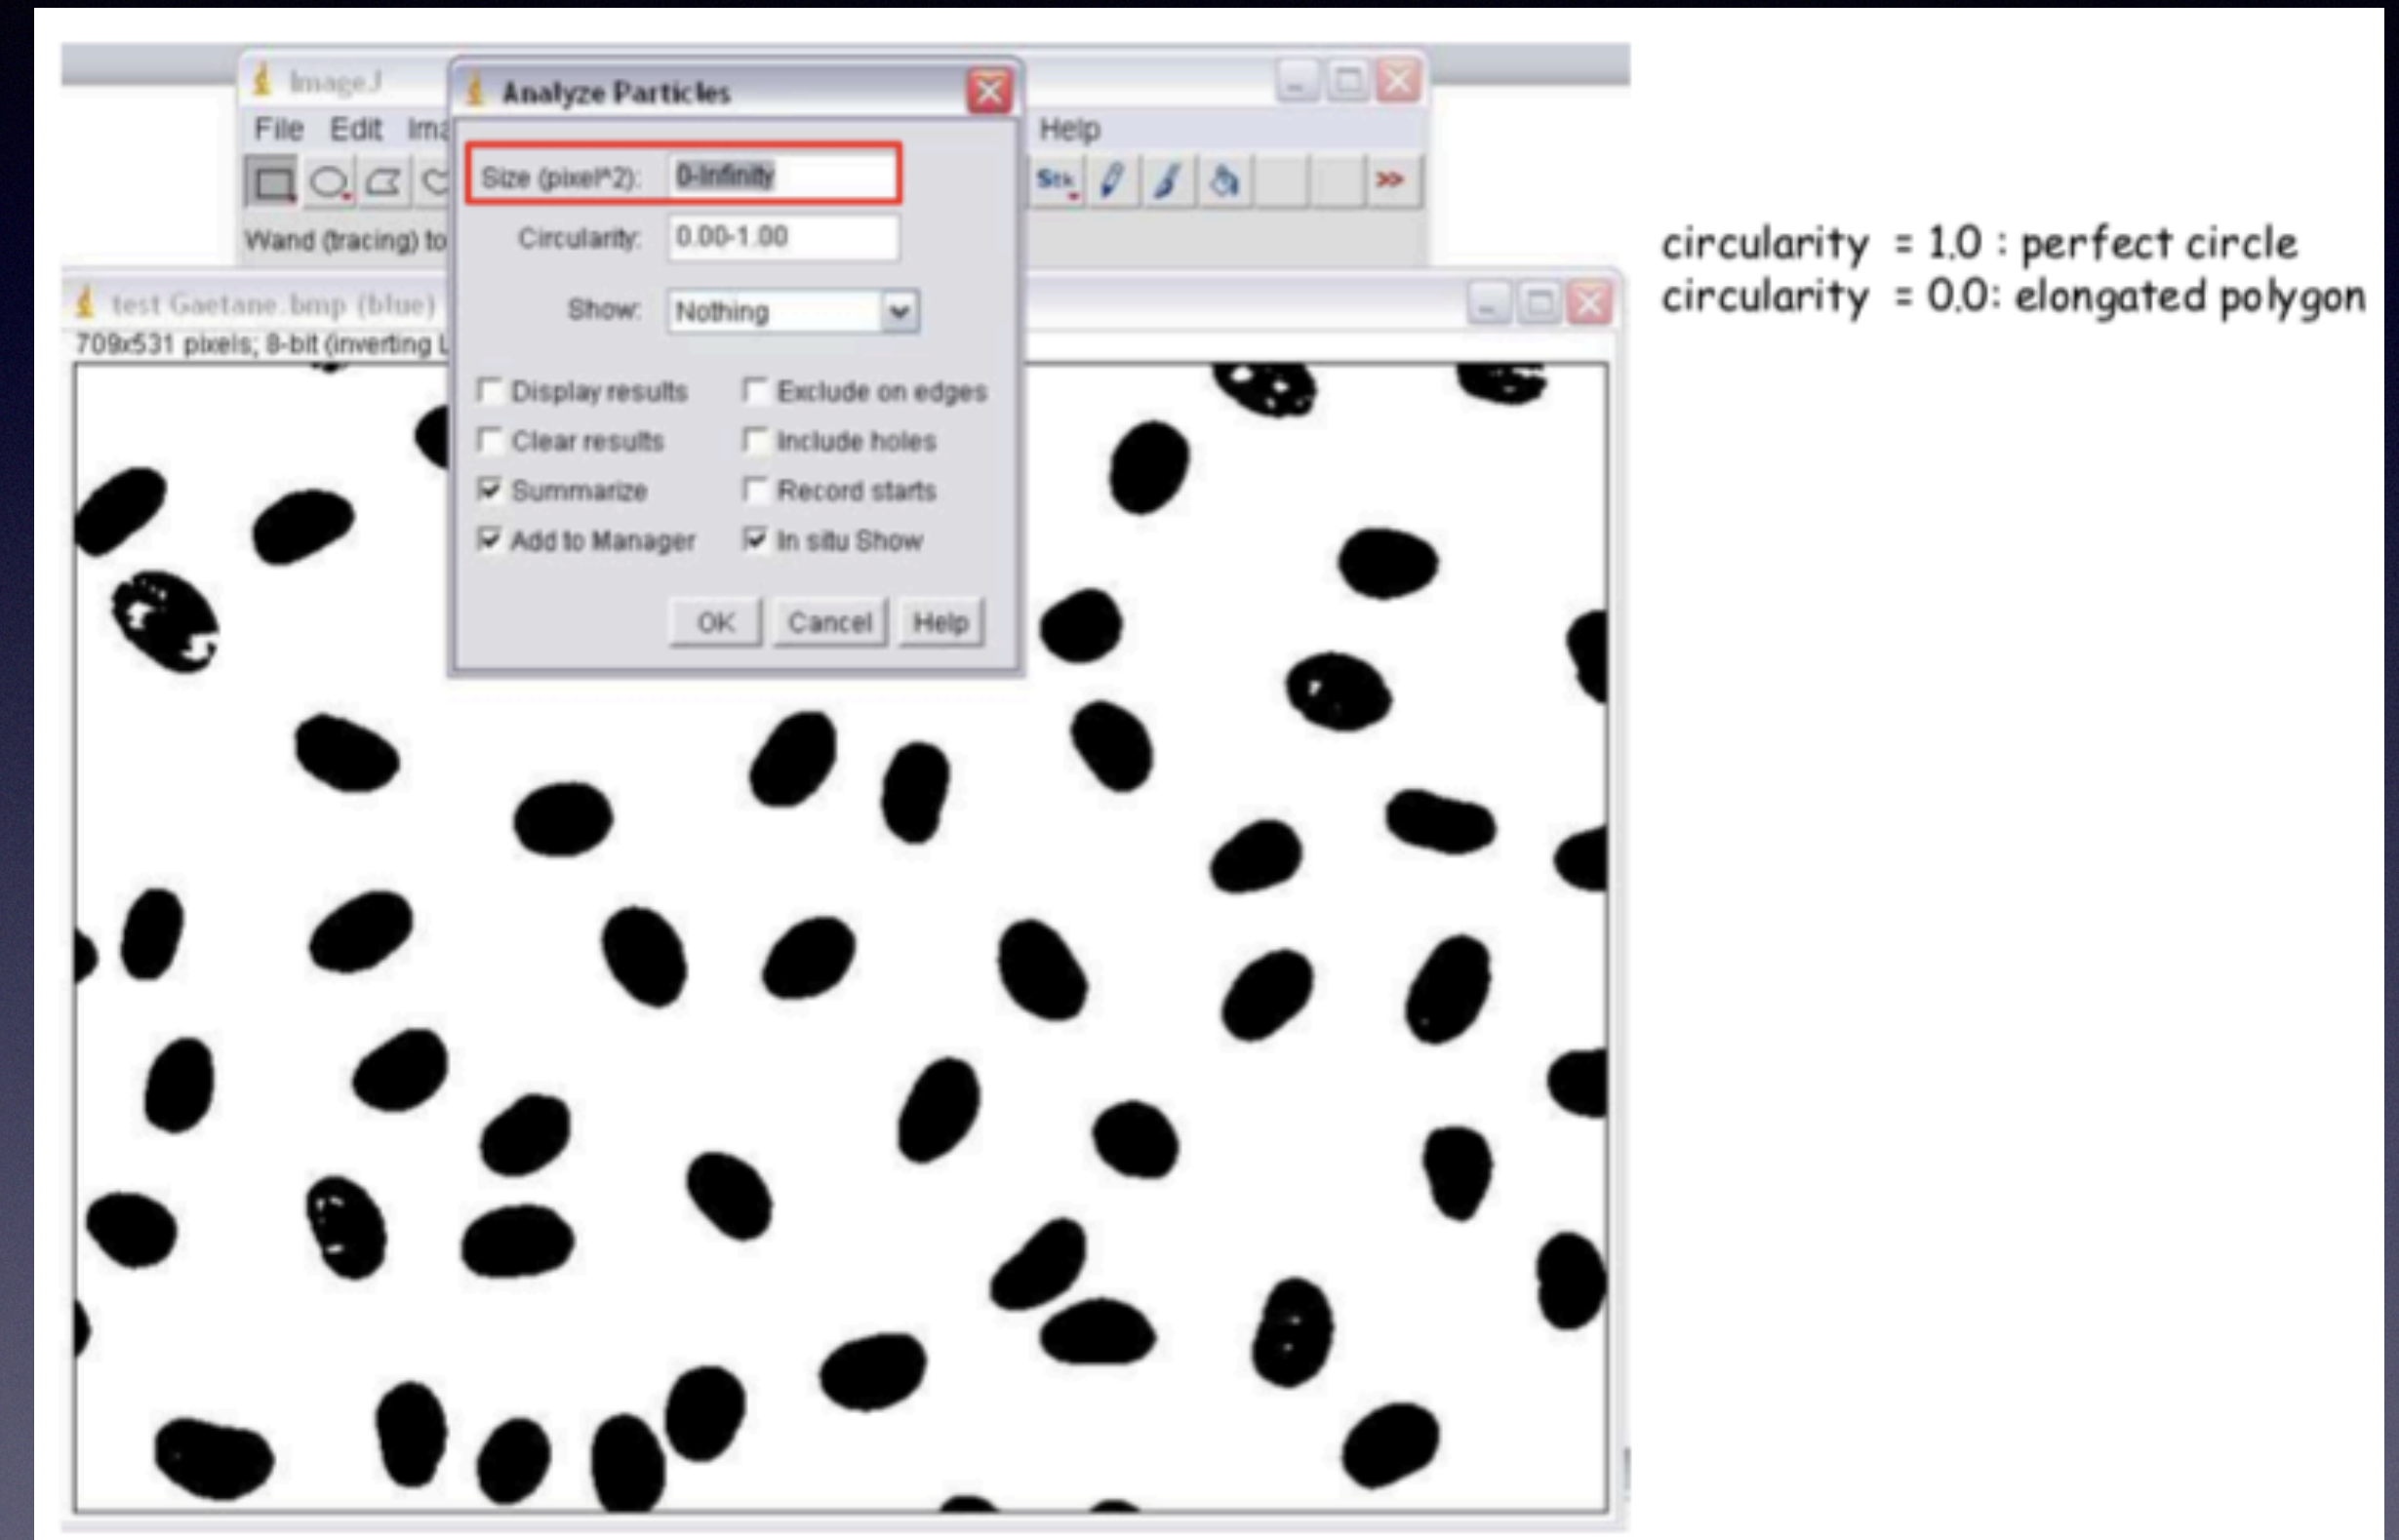 ImageJ
Analyze Particles
File Edit Help
Size (pixel^2): 0-Infinity
Stk
Circularity: 0.00-1.00
Wand (tracing) to
circularity = 1.0 : perfect circle
circularity = 0.0: elongated polygon
test Gaetane.bmp (blue)
Show: Nothing
709x531 pixels; 8-bit (inverting L
Display results Exclude on edges
Clear results Include holes
Summarize Record starts
Add to Manager In situ Show
OK Cancel Help